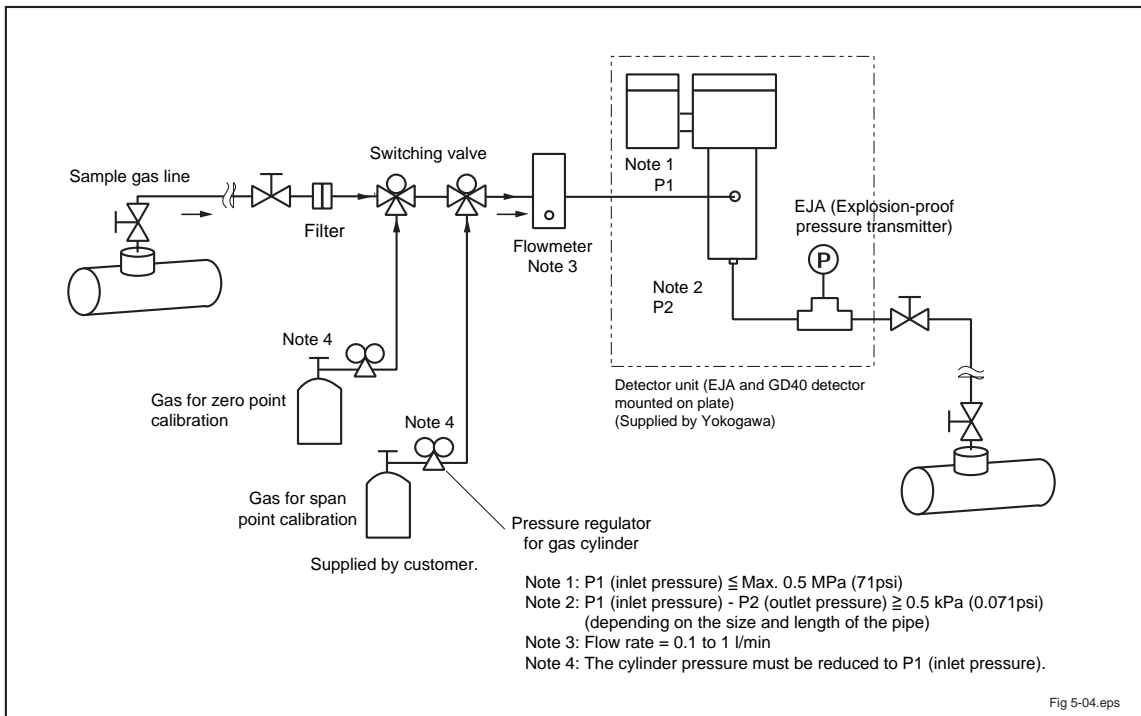 Switching valve
Sample gas line
Filter
Flowmeter
Note 3
Note 1
P1
EJA (Explosion-proof
pressure transmitter)
P
Note 2
P2
Detector unit (EJA and GD40 detector
mounted on plate)
(Supplied by Yokogawa)
Note 4
Gas for zero point
calibration
Note 4
Gas for span
point calibration
Pressure regulator
for gas cylinder
Supplied by customer.
Note 1: P1 (inlet pressure) ≦ Max. 0.5 MPa (71psi)
Note 2: P1 (inlet pressure) - P2 (outlet pressure) ≧ 0.5 kPa (0.071psi)
(depending on the size and length of the pipe)
Note 3: Flow rate = 0.1 to 1 l/min
Note 4: The cylinder pressure must be reduced to P1 (inlet pressure).
Fig 5-04.eps